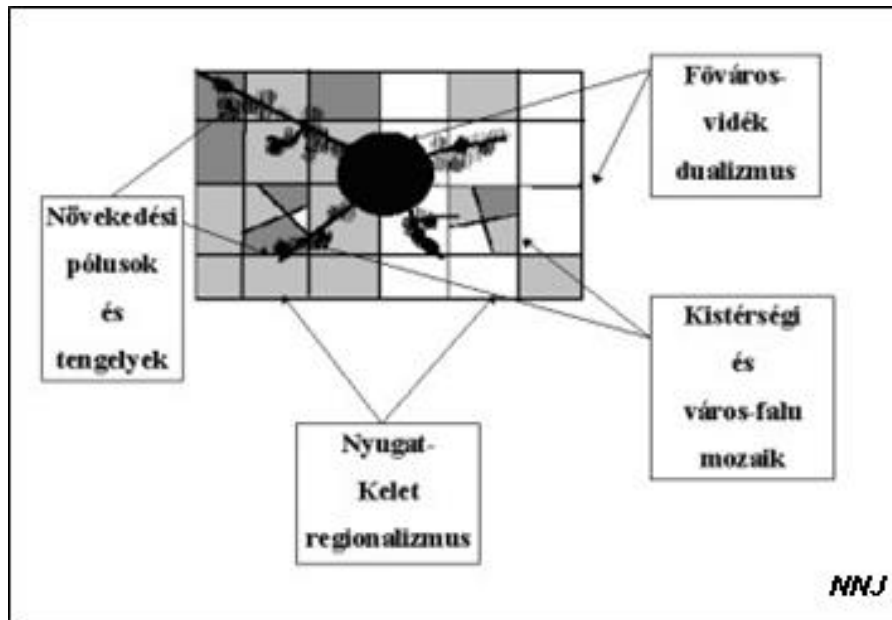 Főváros-
vidék
dualizmus
Növekedési
pólusok
és
tengelyek
Kistérségi
és
város-falu
mozaik
Nyugat-
Kelet
regionalizmus
NNJ